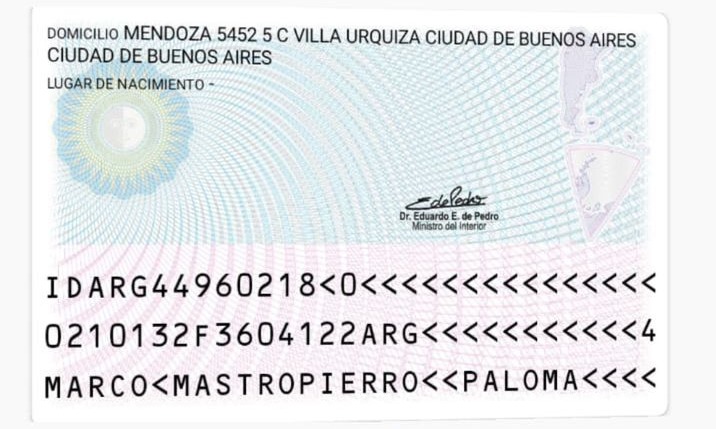 DOMICILIO MENDOZA 5452 5 C VILLA URQUIZA CIUDAD DE BUENOS AIRES
CIUDAD DE BUENOS AIRES
LUGAR DE NACIMIENTO -
Dr. Eduardo E. de Pedro
Ministro del Interior
IDARG44960218<0<<<<<<<<<<<<<<<
0210132F3604122ARG<<<<<<<<<<<4
MARCO<MASTROPIERRO<<PALOMA<<<<